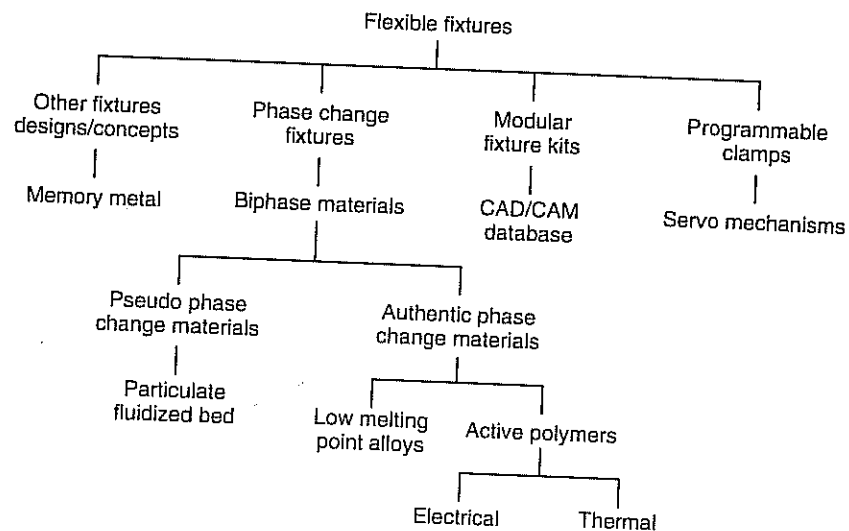 Flexible fixtures
Other fixtures
designs/concepts
Phase change
fixtures
Modular
fixture kits
Programmable
clamps
Memory metal
Biphase materials
CAD/CAM
database
Servo mechanisms
Pseudo phase
change materials
Authentic phase
change materials
Particulate
fluidized bed
Low melting
point alloys
Active polymers
Electrical
Thermal